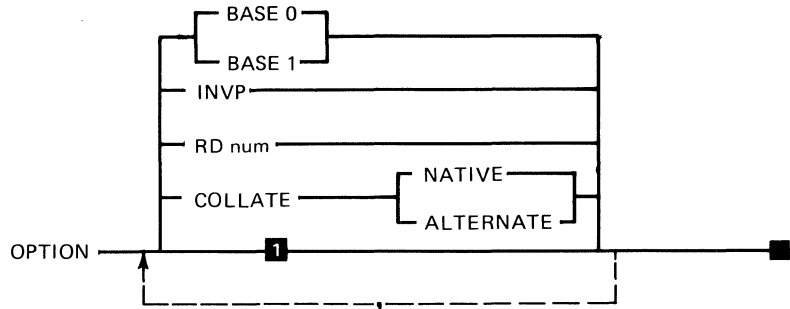 BASE 0
BASE 1
INVP
RD num
COLLATE
NATIVE
ALTERNATE
OPTION
1
,